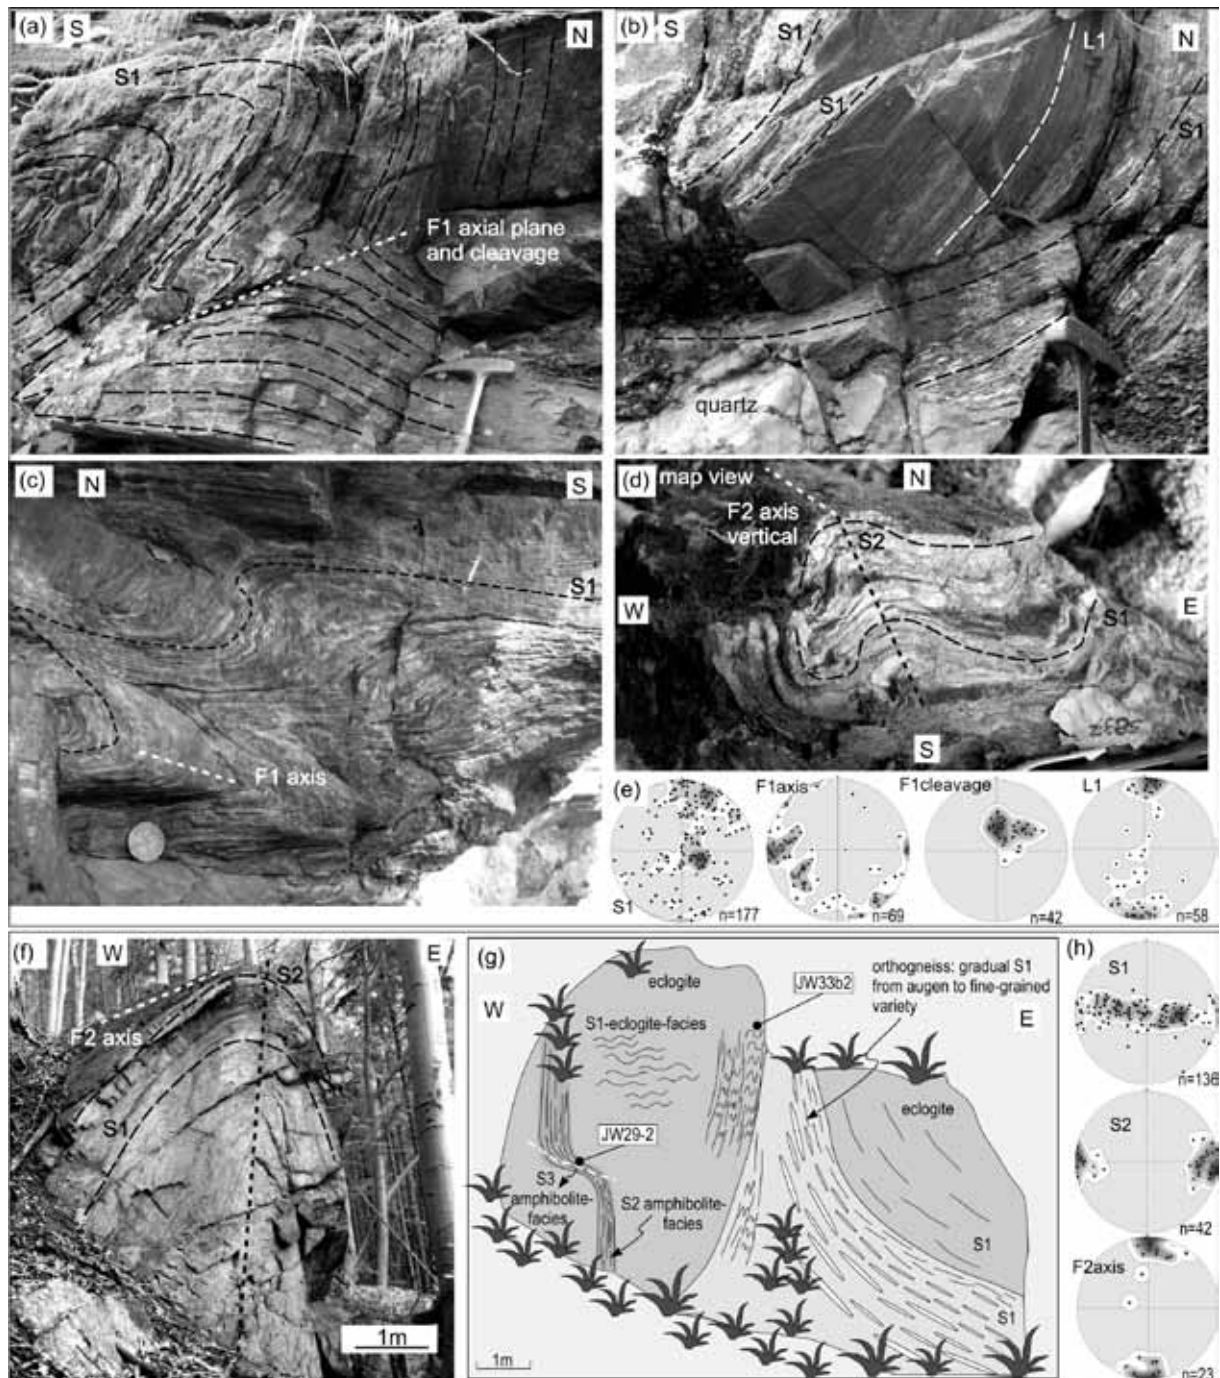 (a) S
N
S1
F1 axial plane
and cleavage
(b) S
S1
L1
N
S1
S1
quartz
(c) N
S
S1
F1 axis
(d)
map view
N
F2 axis
vertical
S2
W
S1
E
S
(e)
S1
n=177
F1axis
n=69
F1cleavage
n=42
L1
n=58
(f) W
E
S2
F2 axis
S1
1m
(g)
W
eclogite
JW33b2
orthogneiss: gradual S1
from augen to fine-grained
variety
E
S1-eclogite-facies
eclogite
JW29-2
S3
amphibolite-
facies
S2 amphibolite-
facies
S1
S1
1m
(h)
S1
n=136
S2
n=42
F2axis
n=23